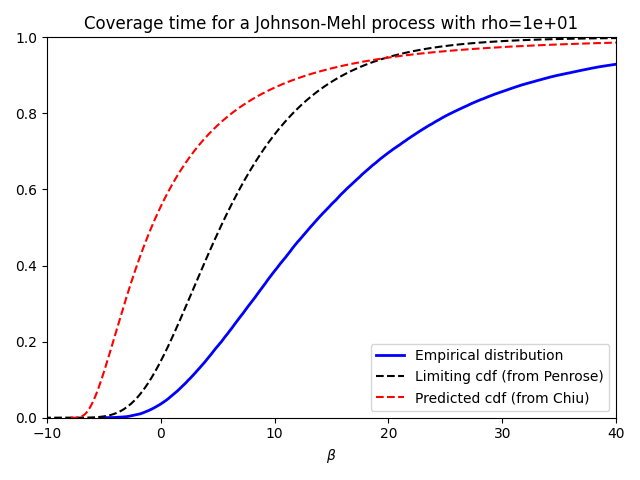 Coverage time for a Johnson-Mehl process with rho=1e+01
1.0
0.8
0.6
0.4
0.2
0.0
−10
0
10
20
30
40
β
Empirical distribution
Limiting cdf (from Penrose)
Predicted cdf (from Chiu)